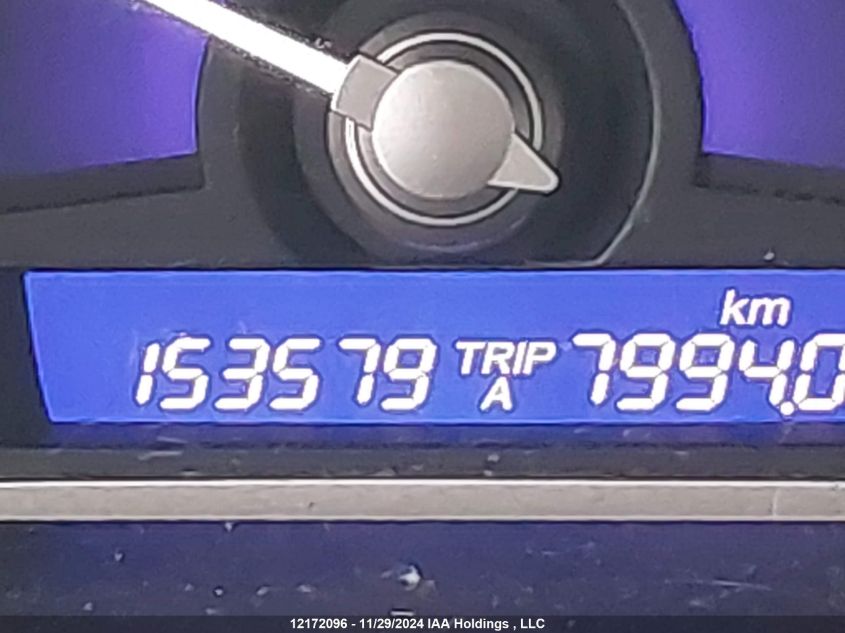 km
153579 TRIP A 7994.0
12172096 - 11/29/2024 IAA Holdings , LLC